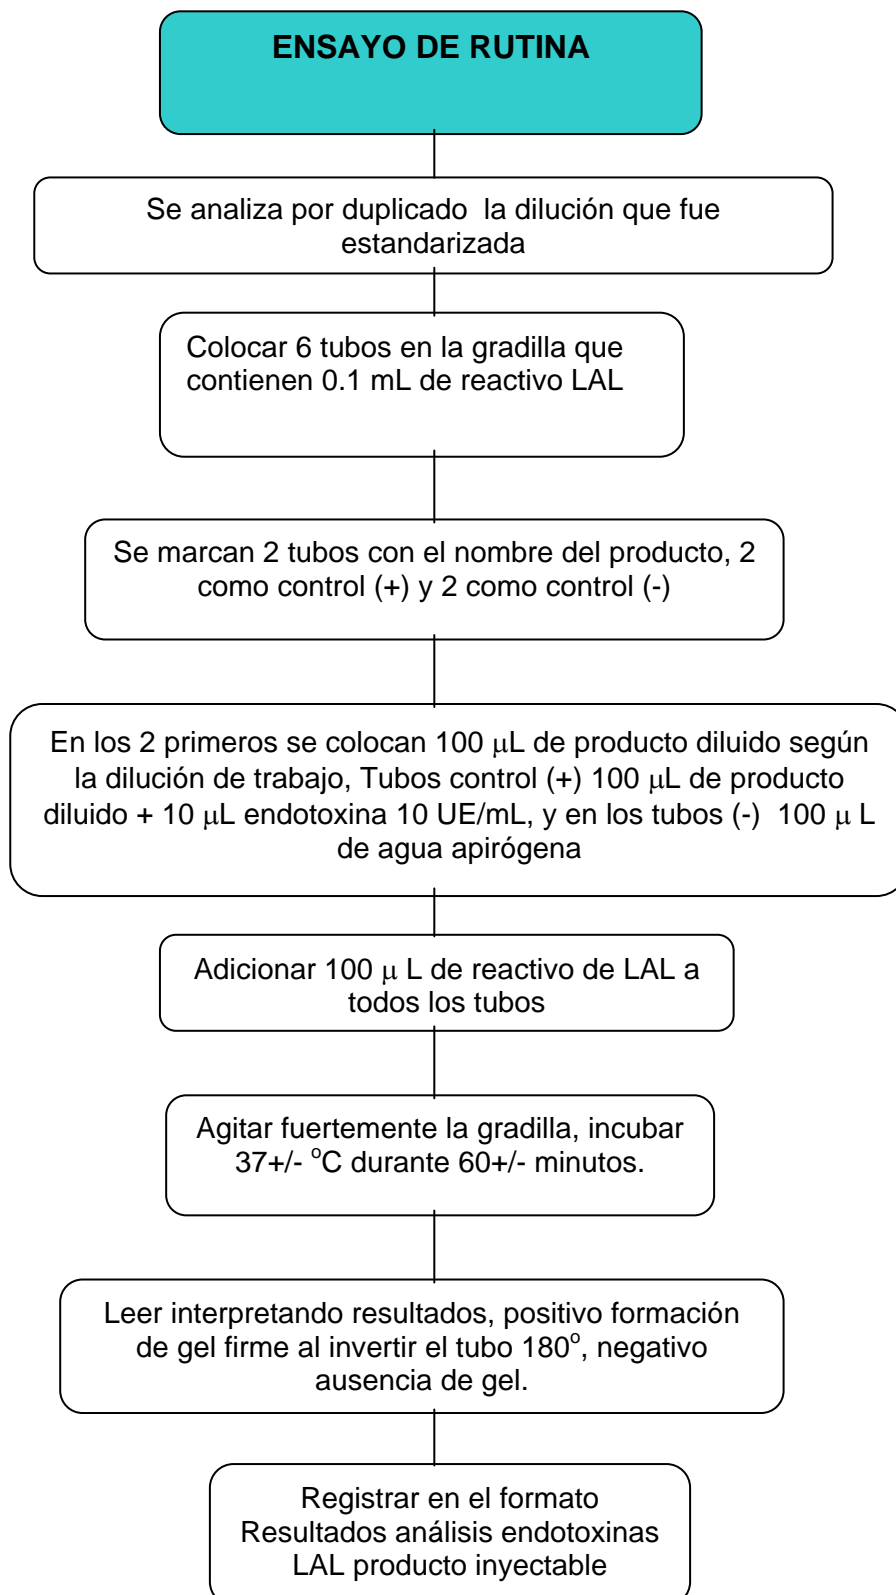 ENSAYO DE RUTINA
Se analiza por duplicado  la dilución que fue
estandarizada
Colocar 6 tubos en la gradilla que
contienen 0.1 mL de reactivo LAL
Se marcan 2 tubos con el nombre del producto, 2
como control (+) y 2 como control (-)
En los 2 primeros se colocan 100 μL de producto diluido según
la dilución de trabajo, Tubos control (+) 100 μL de producto
diluido + 10 μL endotoxina 10 UE/mL, y en los tubos (-)  100 μ L
de agua apirógena
Adicionar 100 μ L de reactivo de LAL a
todos los tubos
Agitar fuertemente la gradilla, incubar
37+/- °C durante 60+/- minutos.
Leer interpretando resultados, positivo formación
de gel firme al invertir el tubo 180°, negativo
ausencia de gel.
Registrar en el formato
Resultados análisis endotoxinas
LAL producto inyectable